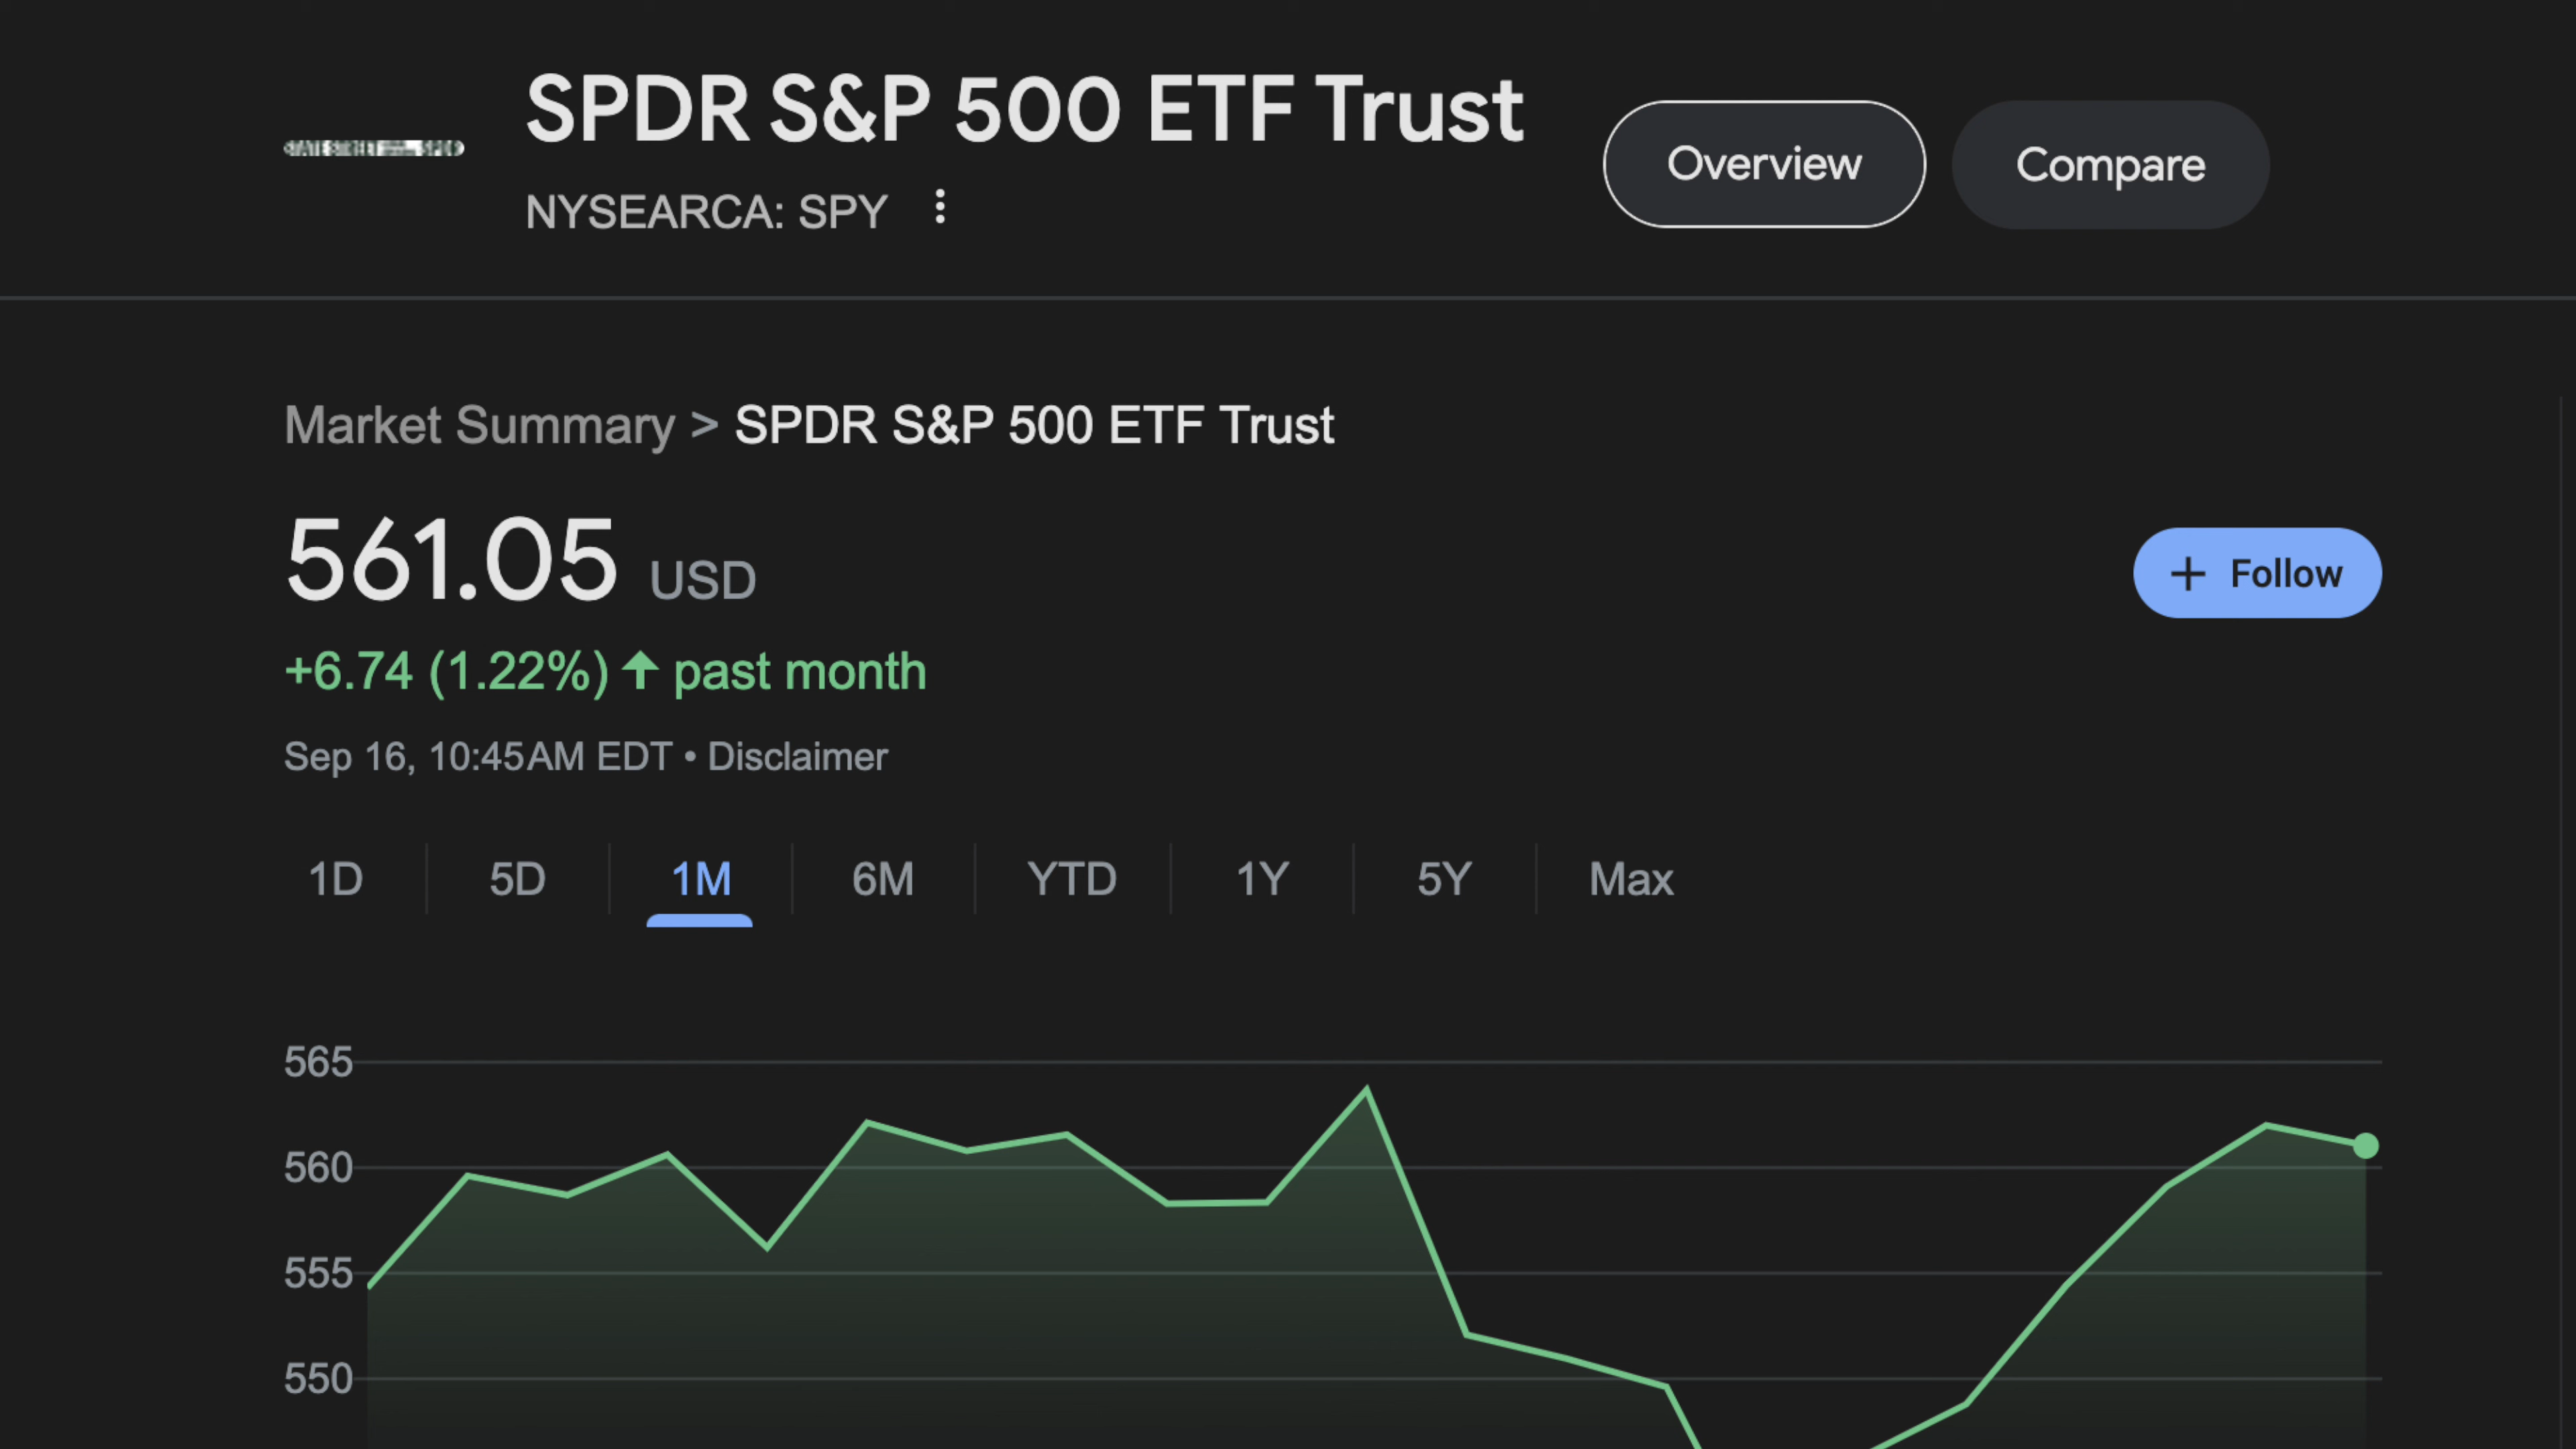 SPDR S&P 500 ETF Trust
NYSEARCA: SPY
Overview
Compare
Market Summary > SPDR S&P 500 ETF Trust
561.05 USD
+ Follow
+6.74 (1.22%) ↑ past month
Sep 16, 10:45 AM EDT • Disclaimer
1D 5D 1M 6M YTD 1Y 5Y Max
565
560
555
550